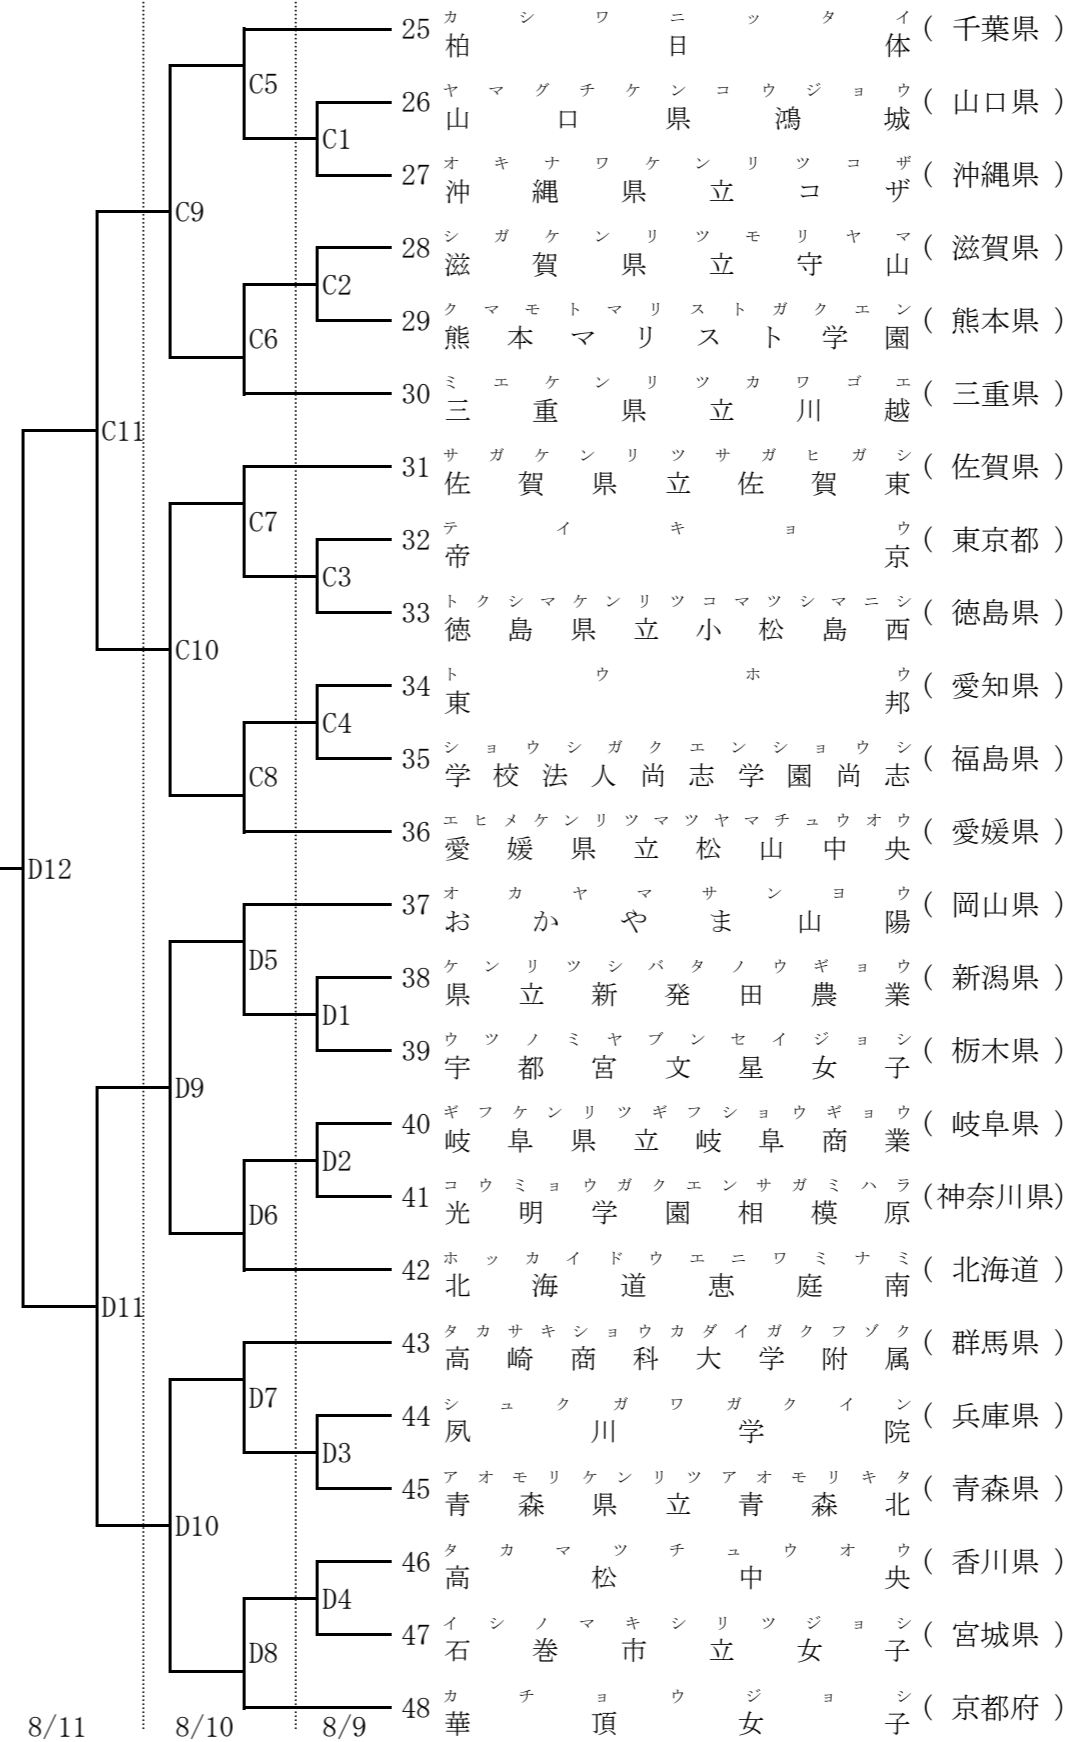 カシワニッタイ
25 柏日体 ( 千葉県 )
C5
ヤマグチケンコウジョウ
26 山口県鴻城 ( 山口県 )
C1
オキナワケンリツコザ
27 沖縄県立コザ ( 沖縄県 )
C9
シガケンリツモリヤマ
28 滋賀県立守山 ( 滋賀県 )
C2
クマモトマリストガクエン
29 熊本マリスト学園 ( 熊本県 )
C6
ミエケンリツカワゴエ
30 三重県立川越 ( 三重県 )
C11
サガケンリツサガヒガシ
31 佐賀県立佐賀東 ( 佐賀県 )
C7
テイキョウ
32 帝京 ( 東京都 )
C3
トクシマケンリツコマツシマニシ
33 徳島県立小松島西 ( 徳島県 )
C10
トウホウ
34 東邦 ( 愛知県 )
C4
ショウシガクエンショウシ
35 学校法人尚志学園尚志 ( 福島県 )
C8
エヒメケンリツマツヤマチュウオウ
36 愛媛県立松山中央 ( 愛媛県 )
D12
オカヤマサンヨウ
37 おかやま山陽 ( 岡山県 )
D5
ケンリツシバタノウギョウ
38 県立新発田農業 ( 新潟県 )
D1
ウツノミヤブンセイジョシ
39 宇都宮文星女子 ( 栃木県 )
D9
ギフケンリツギフショウギョウ
40 岐阜県立岐阜商業 ( 岐阜県 )
D2
コウミョウガクエンサガミハラ
41 光明学園相模原 (神奈川県)
D6
ホッカイドウエニワミナミ
42 北海道恵庭南 ( 北海道 )
D11
タカサキショウカダイガクフゾク
43 高崎商科大学附属 ( 群馬県 )
D7
シュクガワガクイン
44 夙川学院 ( 兵庫県 )
D3
アオモリケンリツアオモリキタ
45 青森県立青森北 ( 青森県 )
D10
タカマツチュウオウ
46 高松中央 ( 香川県 )
D4
イシノマキシリツジョシ
47 石巻市立女子 ( 宮城県 )
D8
カチョウジョシ
48 華頂女子 ( 京都府 )
8/11 8/10 8/9